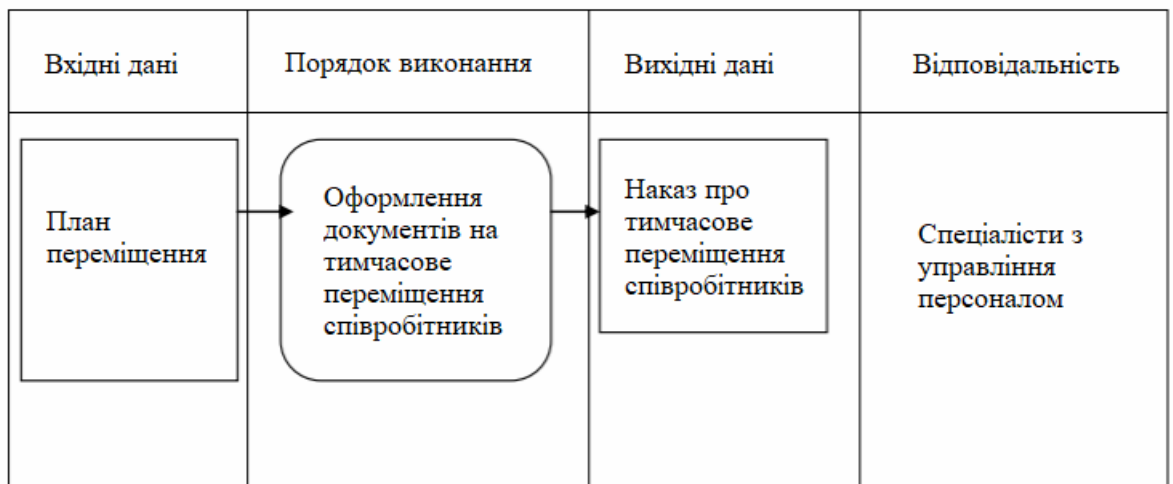 Вхідні дані
Порядок виконання
Вихідні дані
Відповідальність
План
переміщення
Оформлення
документів на
тимчасове
переміщення
співробітників
Наказ про
тимчасове
переміщення
співробітників
Спеціалісти з
управління
персоналом